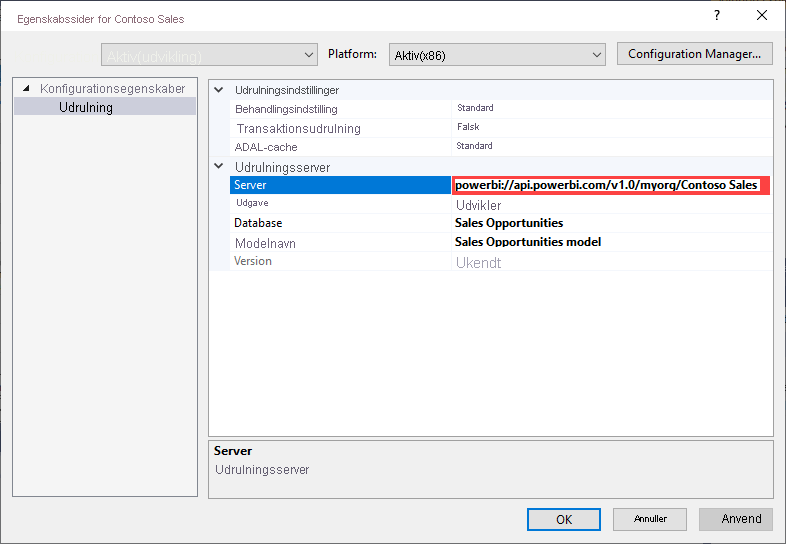 Egenskabssider for Contoso Sales
Aktiv(udvikling) Platform: Aktiv(x86) Configuration Manager...
Konfigurationsegenskaber
Udrulning
Udrulningsindstillinger
Behandlingsindstilling Standard
Transaktionsudrulning Falsk
ADAL-cache Standard
Udrulningsserver
Server powerbi://api.powerbi.com/v1.0/myorq/Contoso Sales
Udgave Udvikler
Database Sales Opportunities
Modelnavn Sales Opportunities model
Version Ukendt
Server
Udrulningsserver
OK Annuller Anvend